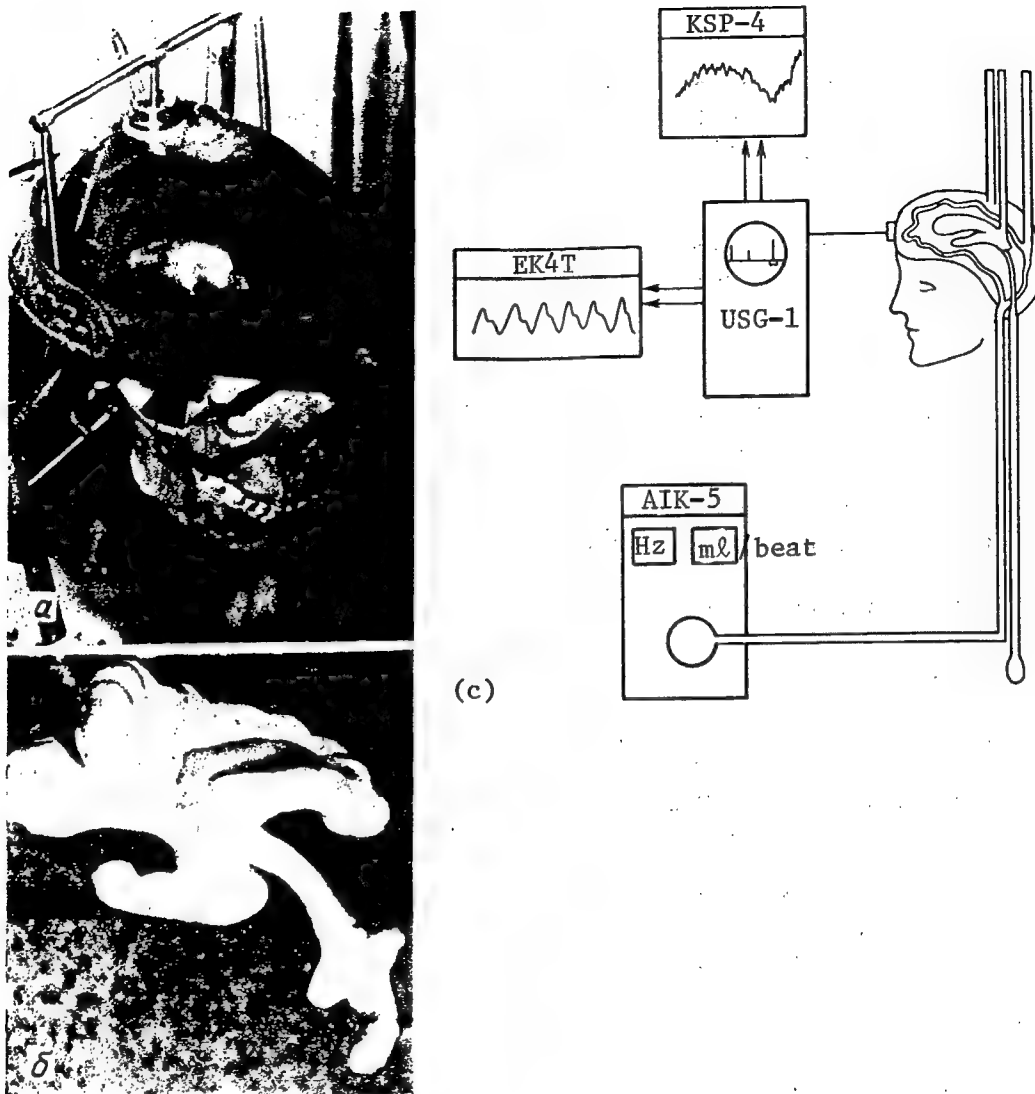 KSP-4
EK4T
USG-1
AIK-5
Hz
mℓ/beat
а
(c)
б